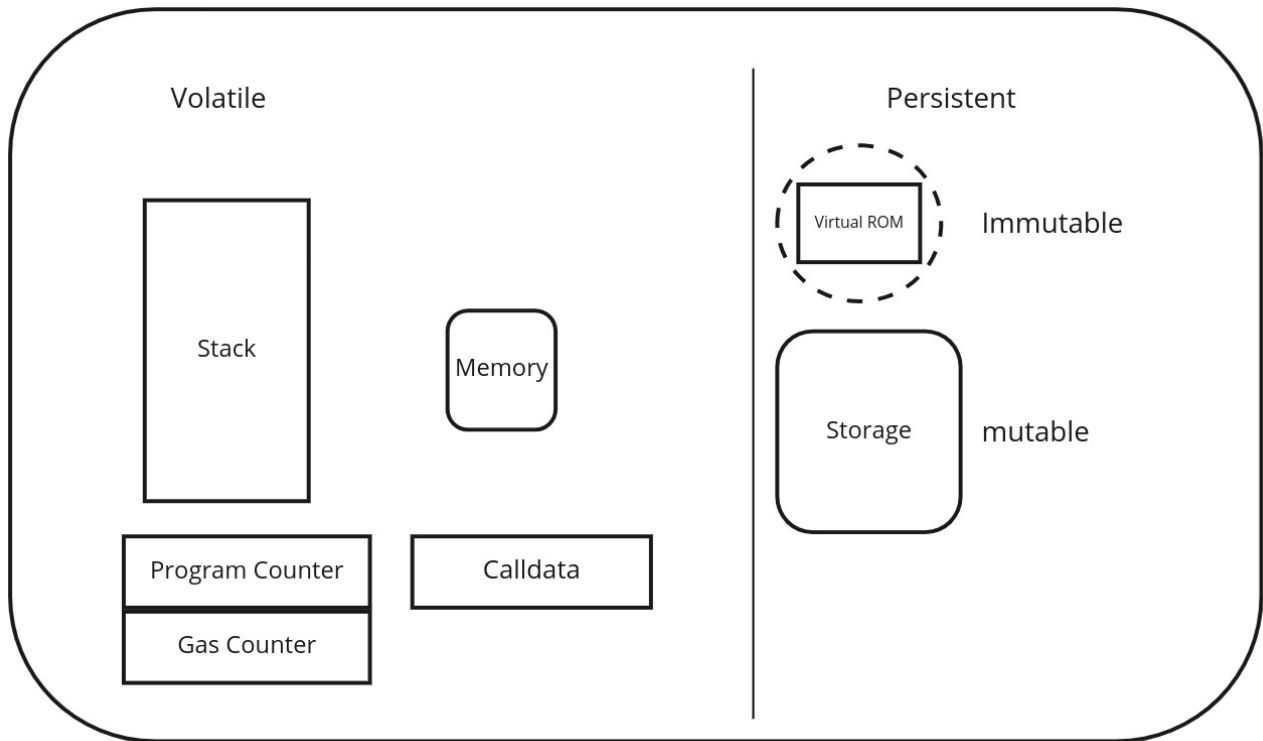 Volatile
Persistent
Virtual ROM
Immutable
Stack
Memory
Storage
mutable
Program Counter
Calldata
Gas Counter